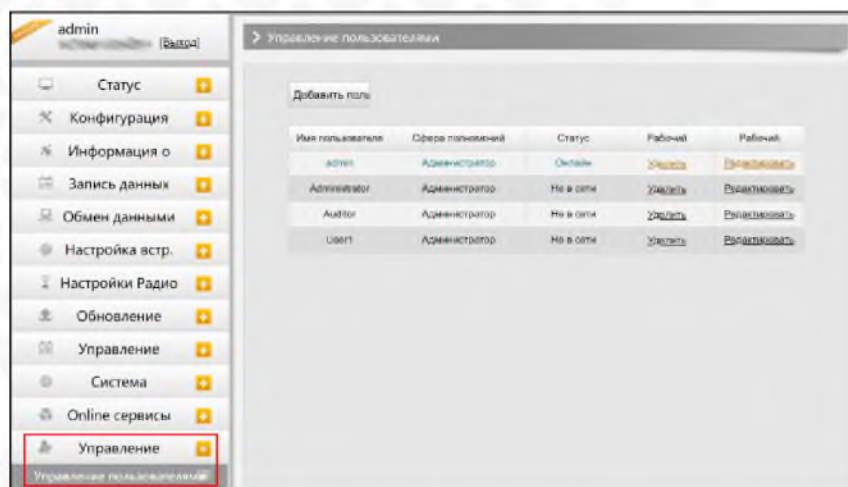 admin
[Выход]
Статус
Конфигурация
Информация о
Запись данных
Обмен данными
Настройка встр.
Настройки Радио
Обновление
Управление
Система
Online сервисы
Управление
Управление пользователями
Управление пользователями
Добавить поль
Имя пользователя Сфера полномочий Статус Рабочий Рабочий
admin Администратор Онлайн Удалить Редактировать
Administrator Администратор Не в сети Удалить Редактировать
Auditor Администратор Не в сети Удалить Редактировать
User1 Администратор Не в сети Удалить Редактировать